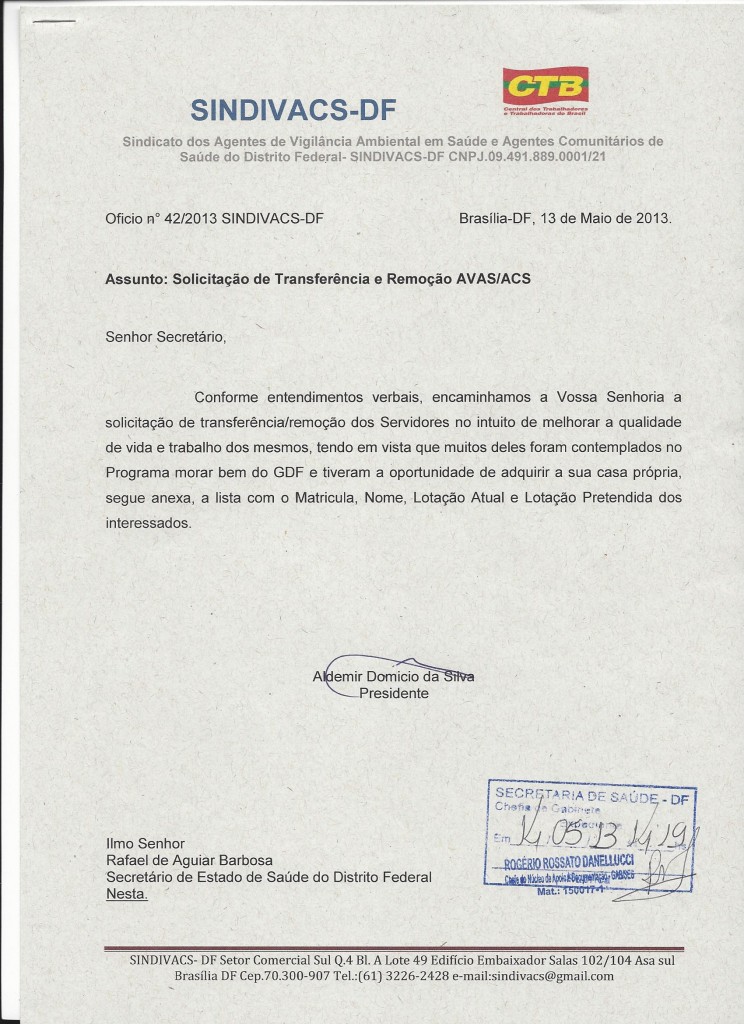 CTB
Central dos Trabalhadores
e Trabalhadoras do Brasil
SINDIVACS-DF
Sindicato dos Agentes de Vigilância Ambiental em Saúde e Agentes Comunitários de
Saúde do Distrito Federal- SINDIVACS-DF CNPJ.09.491.889.0001/21
Oficio n° 42/2013 SINDIVACS-DF Brasília-DF, 13 de Maio de 2013.
Assunto: Solicitação de Transferência e Remoção AVAS/ACS
Senhor Secretário,
Conforme entendimentos verbais, encaminhamos a Vossa Senhoria a
solicitação de transferência/remoção dos Servidores no intuito de melhorar a qualidade
de vida e trabalho dos mesmos, tendo em vista que muitos deles foram contemplados no
Programa morar bem do GDF e tiveram a oportunidade de adquirir a sua casa própria,
segue anexa, a lista com o Matricula, Nome, Lotação Atual e Lotação Pretendida dos
interessados.
Aldemir Domicio da Silva
Presidente
SECRETARIA DE SAÚDE - DF
Chefia de Gabinete
Expediente
Em 14, 05, 13 hs
ROGÉRIO ROSSATO DANELLUCCI
Chefe do Núcleo de Apoio e Documentação - GAB/SES
Mat.: 150017-1
Ilmo Senhor
Rafael de Aguiar Barbosa
Secretário de Estado de Saúde do Distrito Federal
Nesta.
SINDIVACS- DF Setor Comercial Sul Q.4 Bl. A Lote 49 Edifício Embaixador Salas 102/104 Asa sul
Brasília DF Cep.70.300-907 Tel.:(61) 3226-2428 e-mail:sindivacs@gmail.com